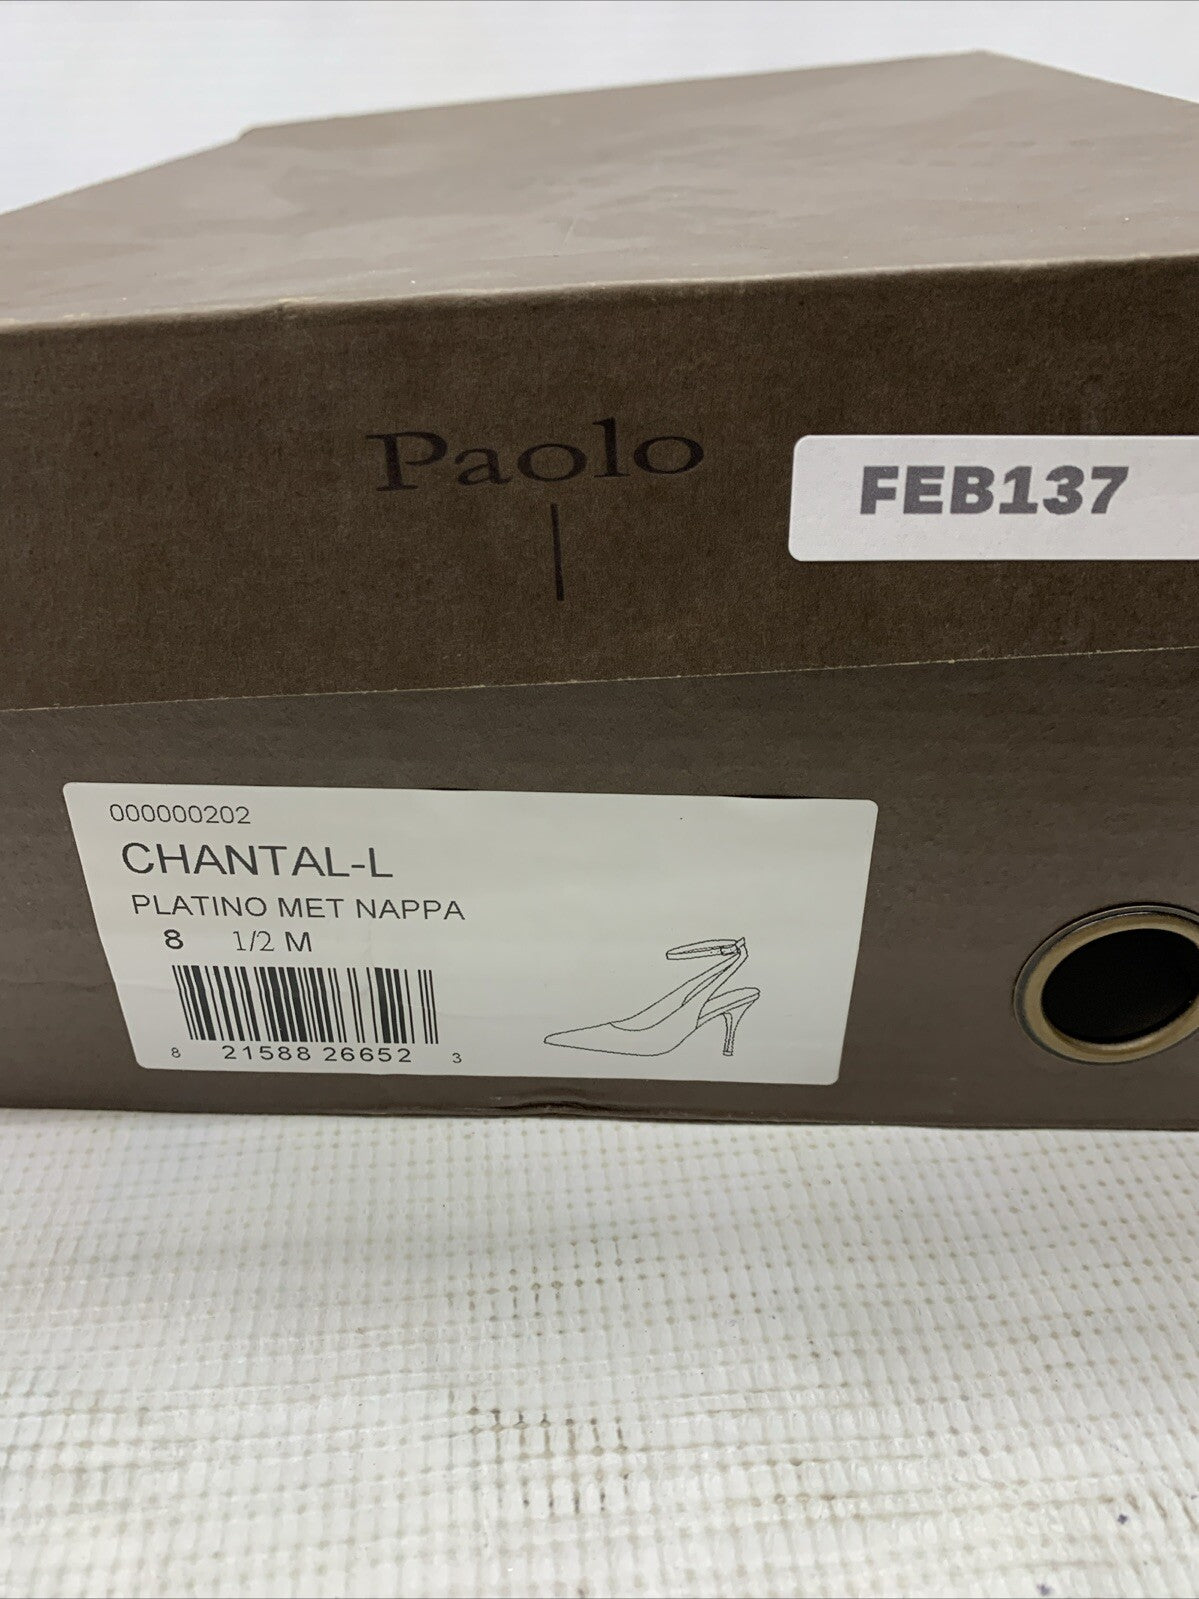 Paolo
FEB137
000000202
CHANTAL-L
PLATINO MET NAPPA
8 1/2 M
8 21588 26652 3